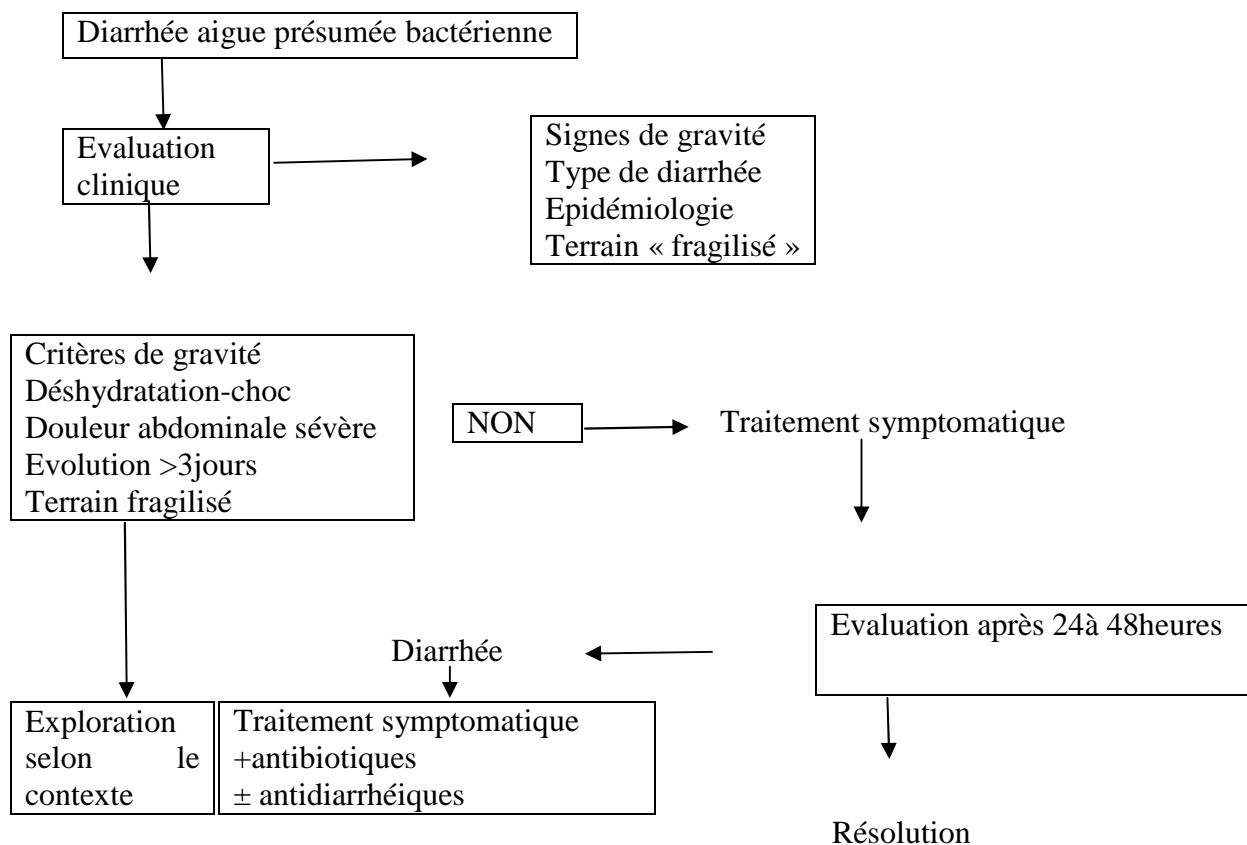 Diarrhée aigue présumée bactérienne
Evaluation
clinique
Signes de gravité
Type de diarrhée
Epidémiologie
Terrain « fragilisé »
Critères de gravité
Déshydratation-choc
Douleur abdominale sévère
Evolution >3jours
Terrain fragilisé
NON
Traitement symptomatique
Evaluation après 24à 48heures
Diarrhée
Exploration
selon le
contexte
Traitement symptomatique
+antibiotiques
± antidiarrhéiques
Résolution